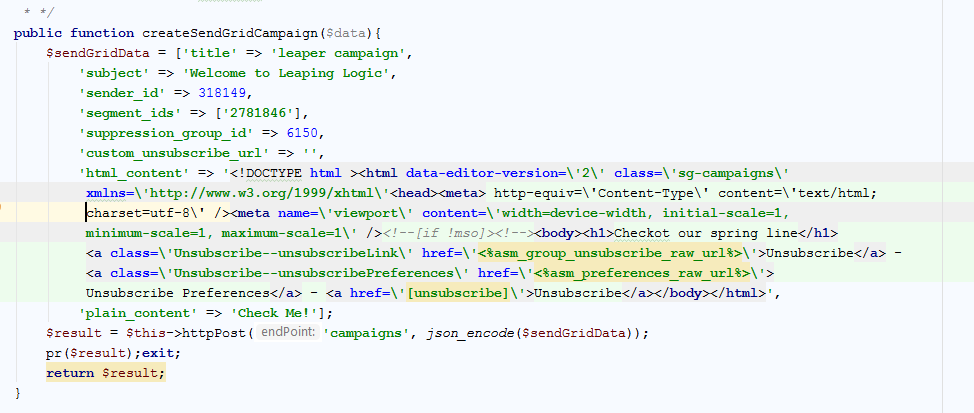 * */
public function createSendGridCampaign($data){
$sendGridData = ['title' => 'leaper campaign',
'subject' => 'Welcome to Leaping Logic',
'sender_id' => 318149,
'segment_ids' => ['2781846'],
'suppression_group_id' => 6150,
'custom_unsubscribe_url' => '',
'html_content' => '<!DOCTYPE html ><html data-editor-version=\'2\' class=\'sg-campaigns\'
xmlns=\'http://www.w3.org/1999/xhtml\'<head><meta> http-equiv=\'Content-Type\' content=\'text/html;
charset=utf-8\' /><meta name=\'viewport\' content=\'width=device-width, initial-scale=1,
minimum-scale=1, maximum-scale=1\' /><!--[if !mso]><!--><body><h1>Checkot our spring line</h1>
<a class=\'Unsubscribe--unsubscribeLink\' href=\'<%asm_group_unsubscribe_raw_url%>\'>Unsubscribe</a> –
<a class=\'Unsubscribe--unsubscribePreferences\' href=\'<%asm_preferences_raw_url%>\'>
Unsubscribe Preferences</a> – <a href=\'[unsubscribe]\'>Unsubscribe</a></body></html>',
'plain_content' => 'Check Me!'];
$result = $this->httpPost( endPoint: 'campaigns', json_encode($sendGridData));
pr($result);exit;
return $result;
}